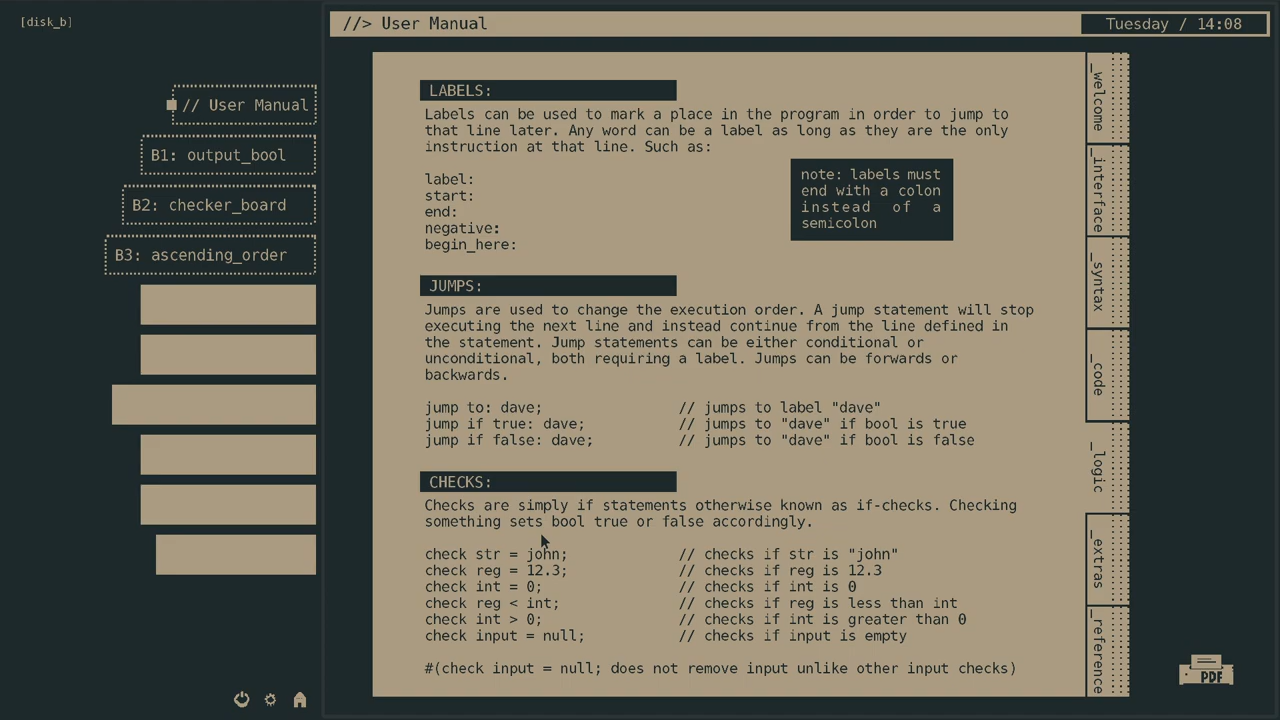 [disk_b]
//> User Manual
Tuesday / 14:08
// User Manual
B1: output_bool
B2: checker_board
B3: ascending_order
LABELS:
Labels can be used to mark a place in the program in order to jump to
that line later. Any word can be a label as long as they are the only
instruction at that line. Such as:
label:
start:
end:
negative:
begin_here:
note: labels must
end with a colon
instead of a
semicolon
JUMPS:
Jumps are used to change the execution order. A jump statement will stop
executing the next line and instead continue from the line defined in
the statement. Jump statements can be either conditional or
unconditional, both requiring a label. Jumps can be forwards or
backwards.
jump to: dave; // jumps to label "dave"
jump if true: dave; // jumps to "dave" if bool is true
jump if false: dave; // jumps to "dave" if bool is false
CHECKS:
Checks are simply if statements otherwise known as if-checks. Checking
something sets bool true or false accordingly.
check str = john; // checks if str is "john"
check reg = 12.3; // checks if reg is 12.3
check int = 0; // checks if int is 0
check reg < int; // checks if reg is less than int
check int > 0; // checks if int is greater than 0
check input = null; // checks if input is empty
#(check input = null; does not remove input unlike other input checks)
_welcome
_interface
_syntax
_code
_logic
_extras
_reference
PDF